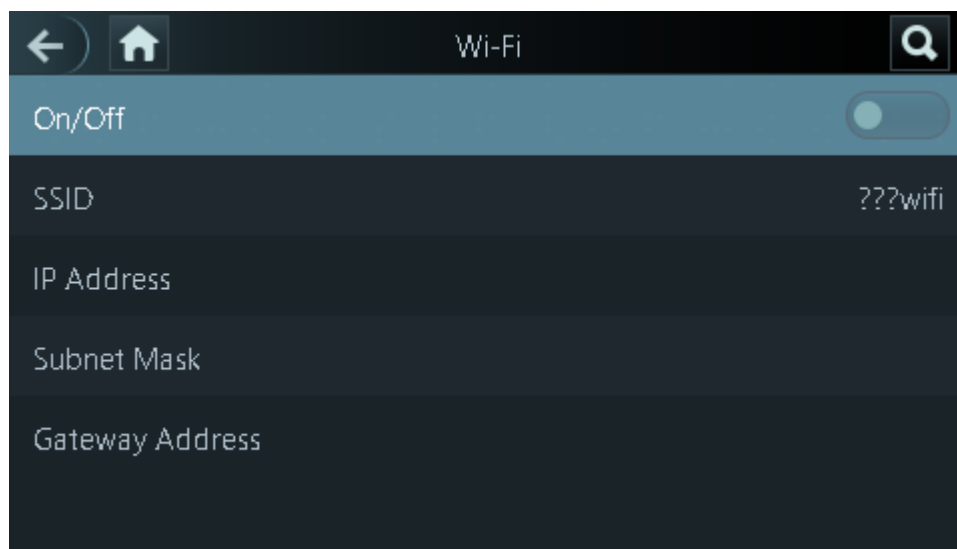 Wi-Fi
On/Off
SSID ???wifi
IP Address
Subnet Mask
Gateway Address